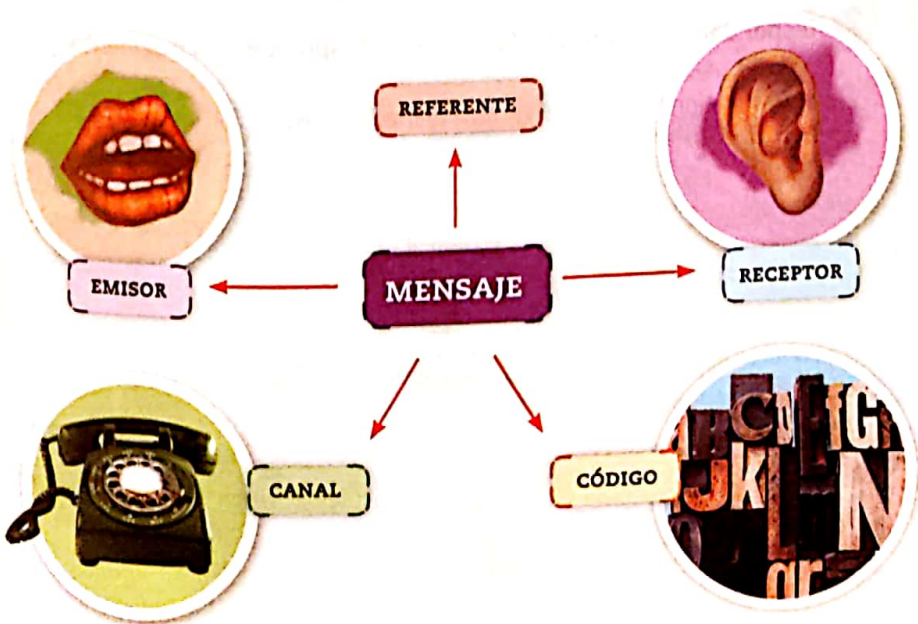 REFERENTE
EMISOR
MENSAJE
RECEPTOR
CANAL
CÓDIGO